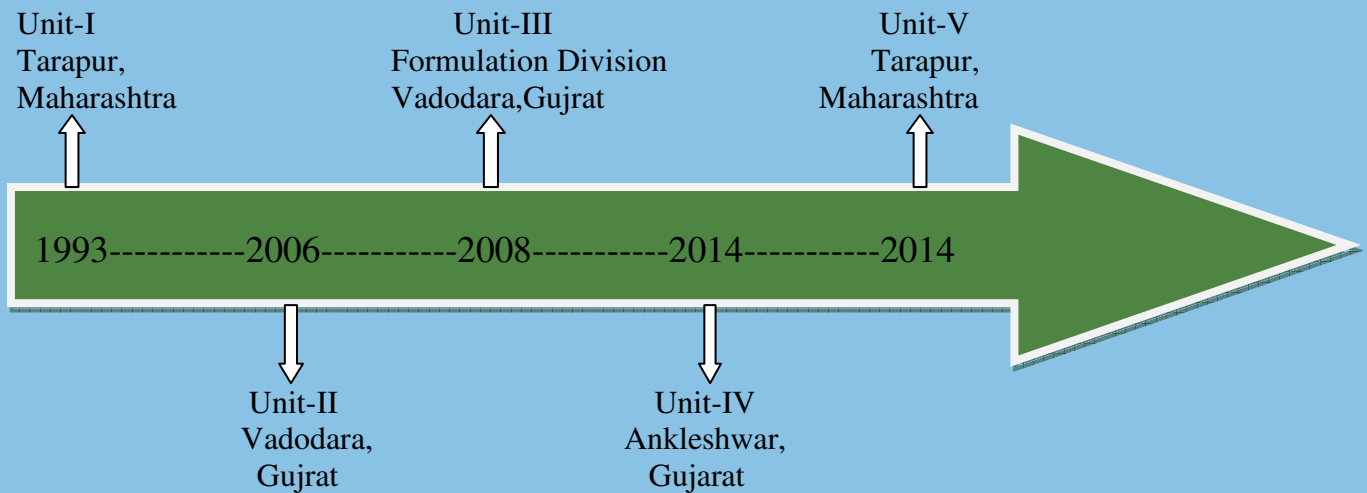 Unit-I
Tarapur,
Maharashtra
Unit-III
Formulation Division
Vadodara,Gujrat
Unit-V
Tarapur,
Maharashtra
1993-----------2006-----------2008-----------2014-----------2014
Unit-II
Vadodara,
Gujrat
Unit-IV
Ankleshwar,
Gujarat